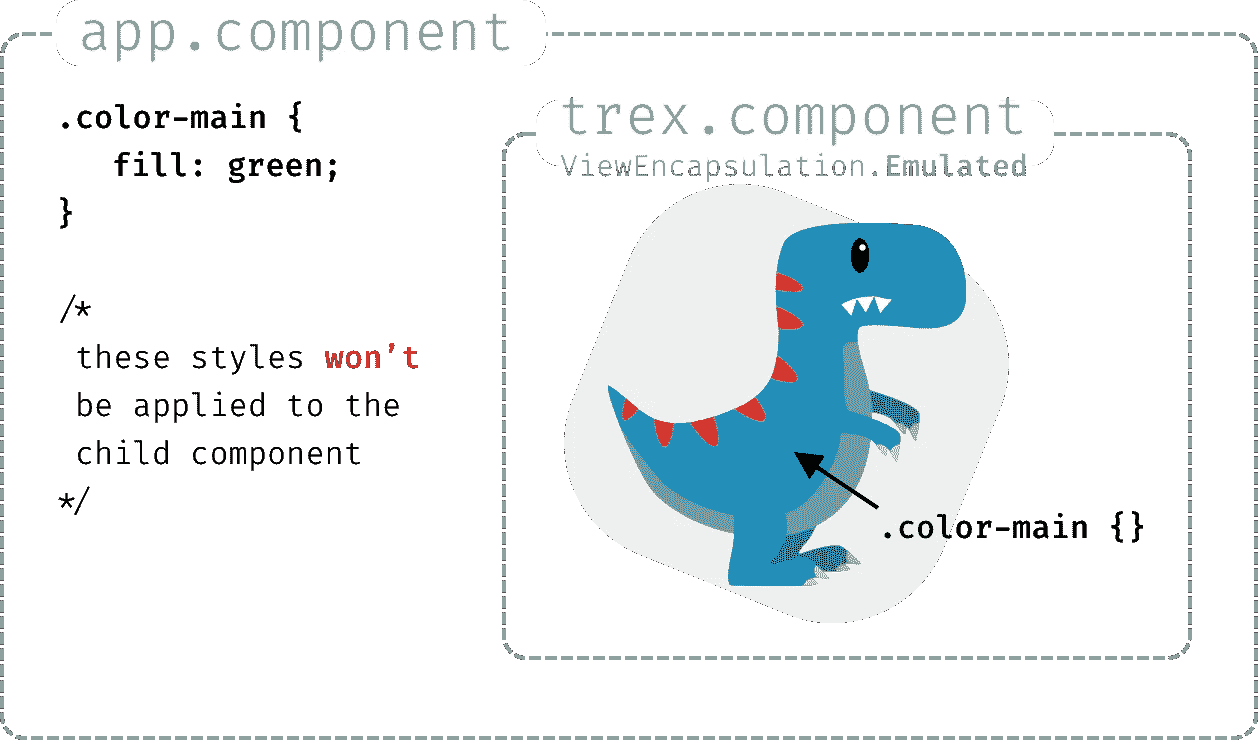 app.component
.color-main {
fill: green;
}
/*
these styles won’t
be applied to the
child component
*/
trex.component
ViewEncapsulation.Emulated
.color-main {}